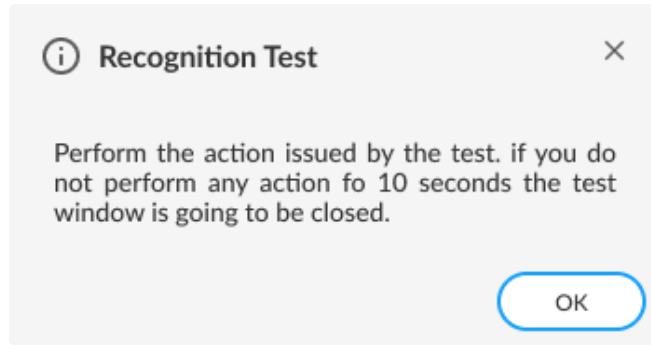 Recognition Test
Perform the action issued by the test. if you do
not perform any action fo 10 seconds the test
window is going to be closed.
OK